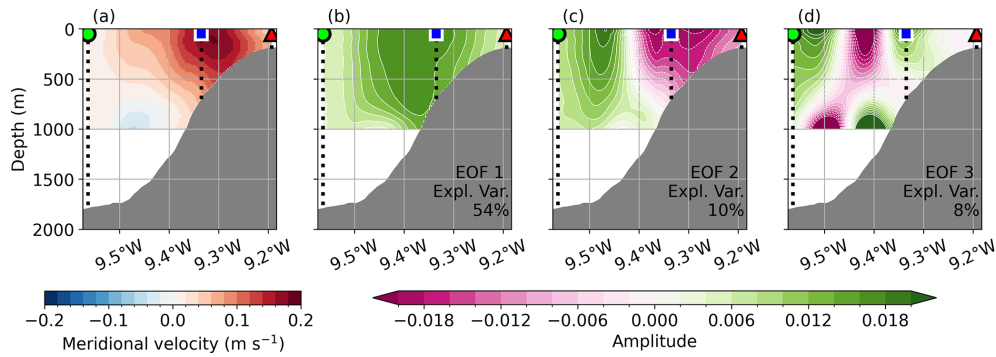 (a) (b) (c) (d)
0
500
1000
1500
2000
Depth (m)
EOF 1
Expl. Var.
54%
EOF 2
Expl. Var.
10%
EOF 3
Expl. Var.
8%
9.5°W 9.4°W 9.3°W 9.2°W 9.5°W 9.4°W 9.3°W 9.2°W 9.5°W 9.4°W 9.3°W 9.2°W 9.5°W 9.4°W 9.3°W 9.2°W
−0.2 −0.1 0.0 0.1 0.2
Meridional velocity (m s⁻¹)
−0.018 −0.012 −0.006 0.000 0.006 0.012 0.018
Amplitude